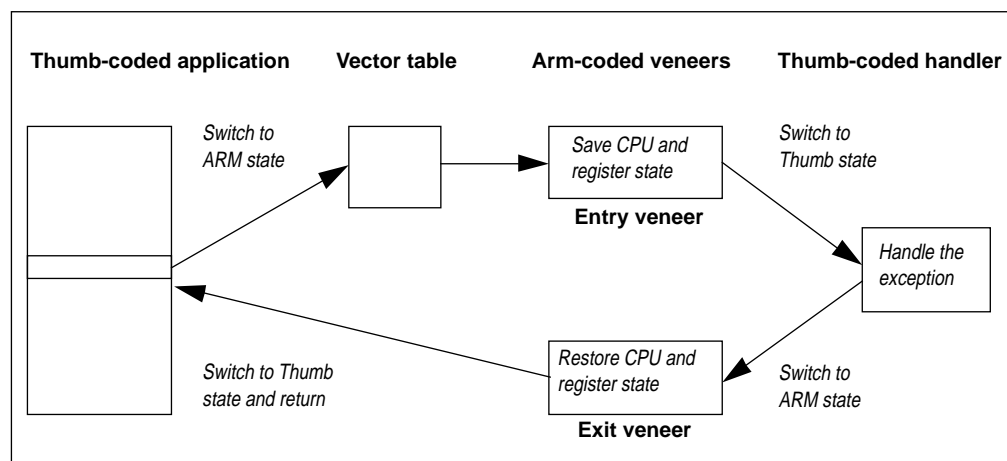 Thumb-coded application
Vector table
Arm-coded veneers
Thumb-coded handler
Switch to
ARM state
Save CPU and
register state
Entry veneer
Switch to
Thumb state
Handle the
exception
Switch to Thumb
state and return
Restore CPU and
register state
Exit veneer
Switch to
ARM state